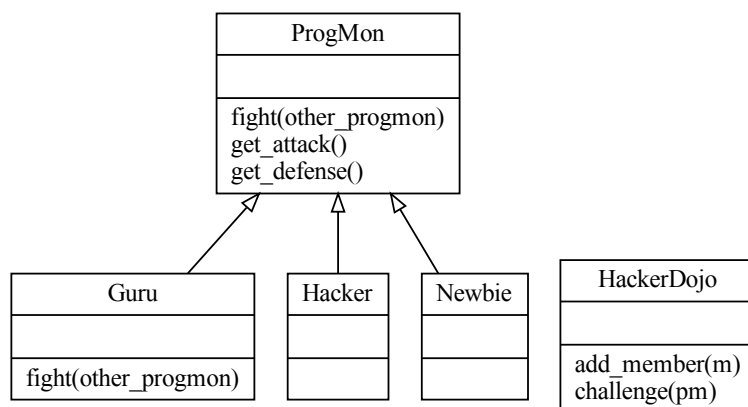 ProgMon
fight(other_progmon)
get_attack()
get_defense()
Guru
fight(other_progmon)
Hacker
Newbie
HackerDojo
add_member(m)
challenge(pm)